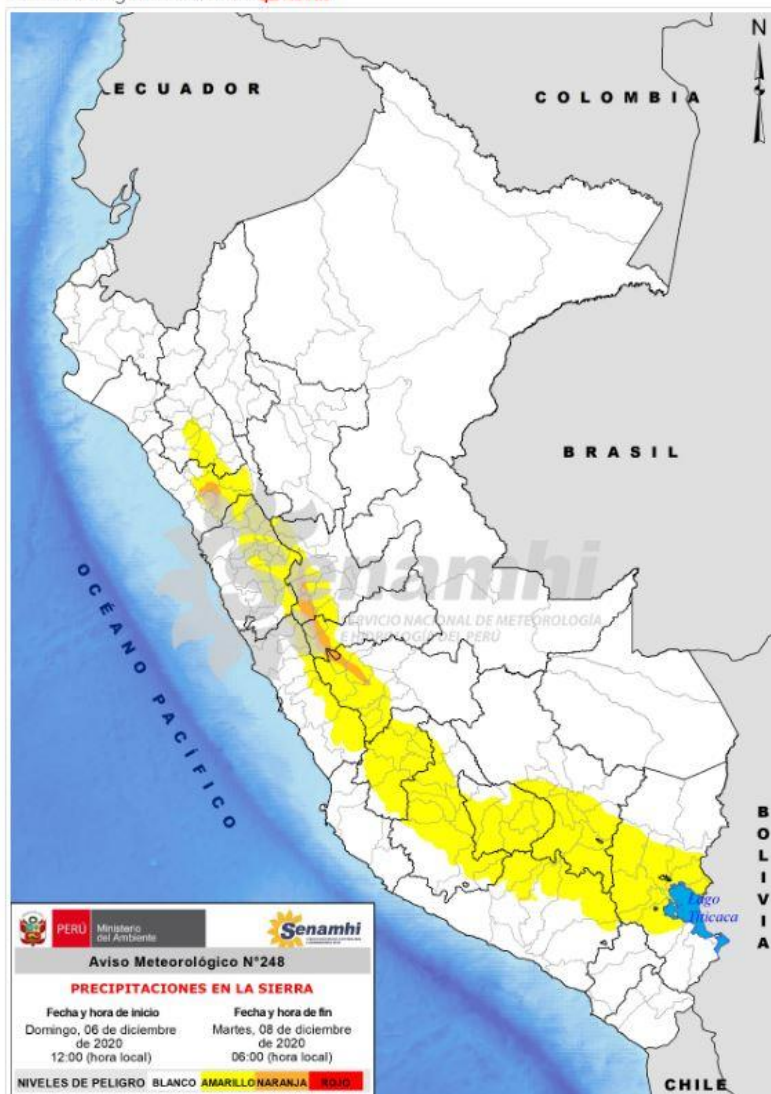 N
ECUADOR
COLOMBIA
BRASIL
OCÉANO PACÍFICO
Senamhi
SERVICIO NACIONAL DE METEOROLOGÍA
E HIDROLOGÍA DEL PERÚ
BOLIVIA
Lago
Titicaca
PERÚ Ministerio
del Ambiente
Senamhi
Aviso Meteorológico N°248
PRECIPITACIONES EN LA SIERRA
Fecha y hora de inicio Fecha y hora de fin
Domingo, 06 de diciembre Martes, 08 de diciembre
de 2020 de 2020
12:00 (hora local) 06:00 (hora local)
NIVELES DE PELIGRO BLANCO AMARILLO NARANJA ROJO
CHILE